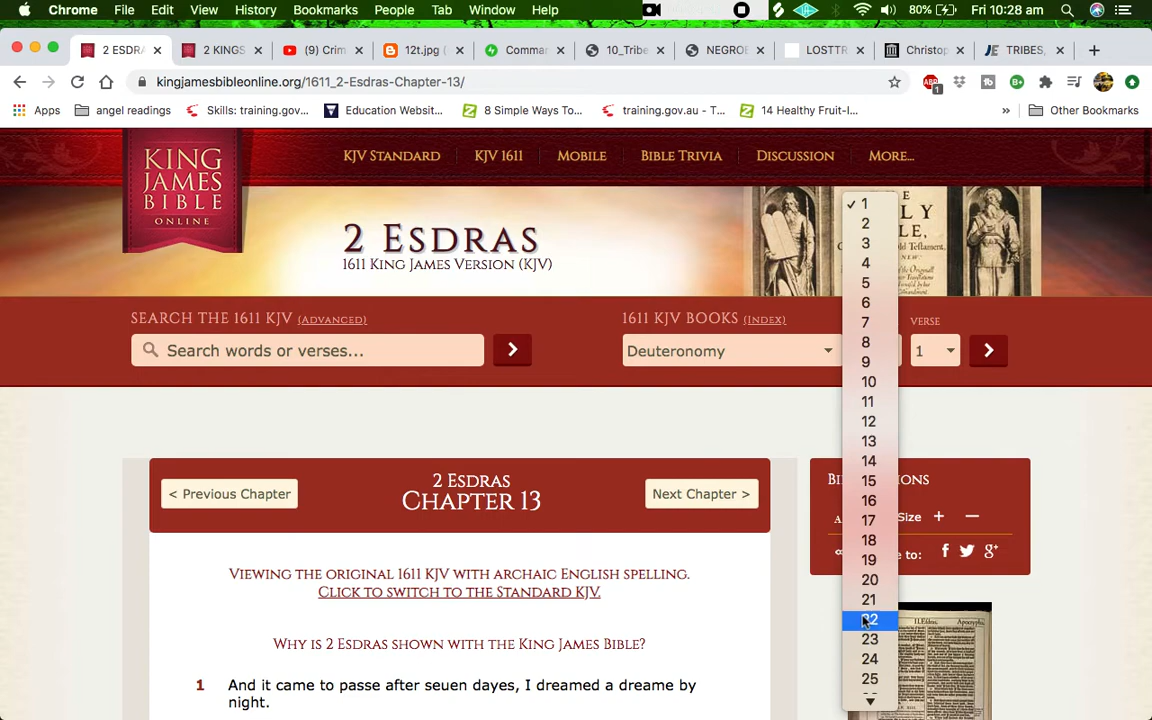 Chrome File Edit View History Bookmarks People Tab Window Help 80% Fri 10:28 am
2 ESDRA 2 KINGS (9) Crim 12t.jpg ( Commar 10_Tribe NEGROE LOSTTR Christop TRIBES,
kingjamesbibleonline.org/1611_2-Esdras-Chapter-13/
Apps angel readings Skills: training.gov... Education Websit... 8 Simple Ways To... training.gov.au - T... 14 Healthy Fruit-I... » Other Bookmarks
KING
JAMES
BIBLE
ONLINE
KJV STANDARD KJV 1611 MOBILE BIBLE TRIVIA DISCUSSION MORE...
2 ESDRAS
1611 KING JAMES VERSION (KJV)
SEARCH THE 1611 KJV (ADVANCED)
Search words or verses...
1611 KJV BOOKS (INDEX)
Deuteronomy
VERSE
1
✓ 1
2
3
4
5
6
7
8
9
10
11
12
13
14
15
16
17
18
19
20
21
22
23
24
25
< Previous Chapter
2 ESDRAS
CHAPTER 13
Next Chapter >
Size + —
to:
VIEWING THE ORIGINAL 1611 KJV WITH ARCHAIC ENGLISH SPELLING.
CLICK TO SWITCH TO THE STANDARD KJV.
WHY IS 2 ESDRAS SHOWN WITH THE KING JAMES BIBLE?
1 And it came to passe after seuen dayes, I dreamed a dreame by
night.
II.Esdras. Apocrypha